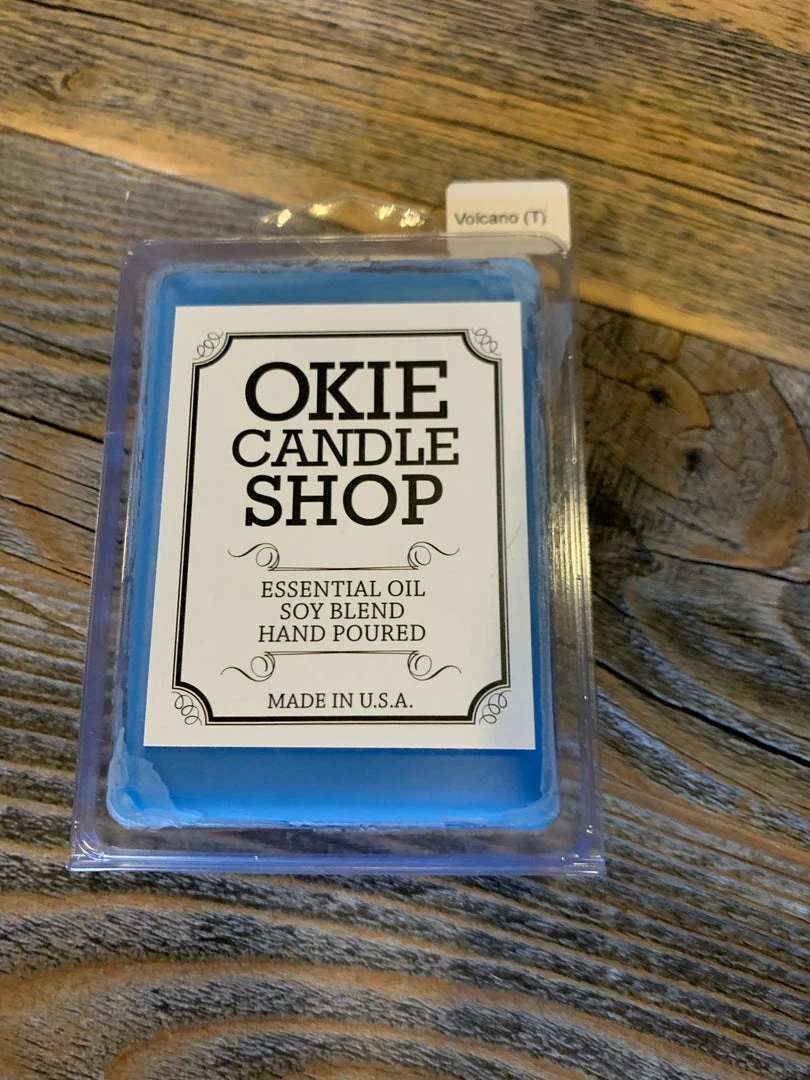 Volcano (T)
OKIE
CANDLE
SHOP
ESSENTIAL OIL
SOY BLEND
HAND POURED
MADE IN U.S.A.